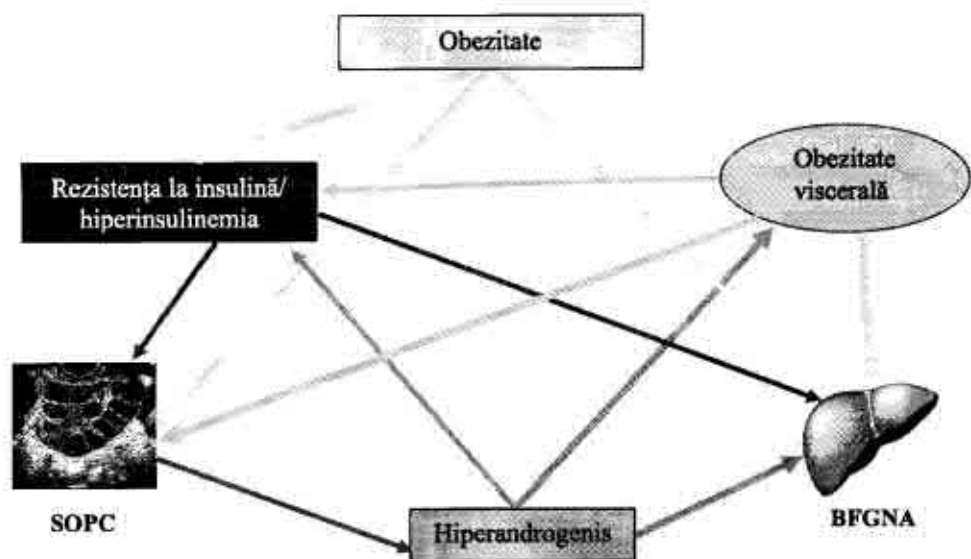 Obezitate
Obezitate
viscerală
Rezistența la insulină/
hiperinsulinemia
SOPC
Hiperandrogenis
BFGNA